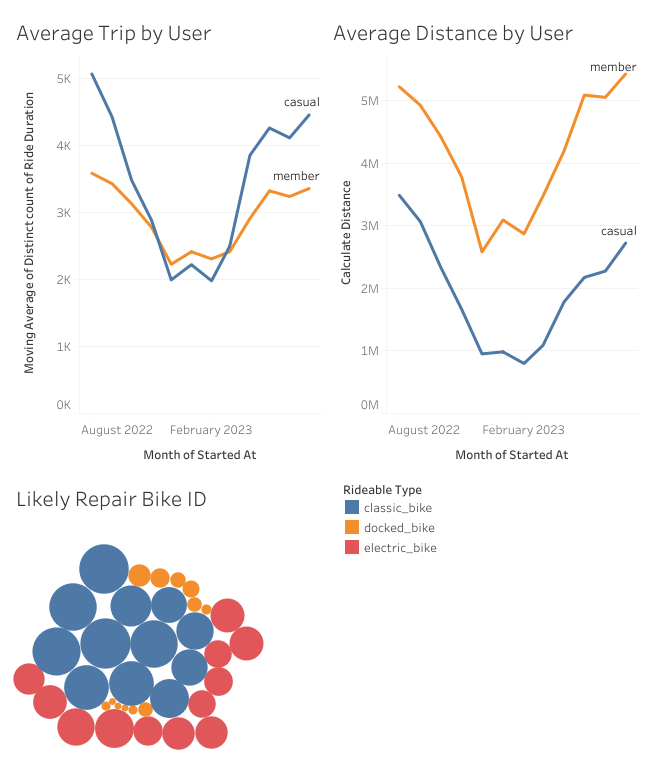 Average Trip by User
Moving Average of Distinct count of Ride Duration
5K
4K
3K
2K
1K
0K
casual
member
August 2022
February 2023
Month of Started At
Average Distance by User
Calculate Distance
5M
4M
3M
2M
1M
0M
member
casual
August 2022
February 2023
Month of Started At
Likely Repair Bike ID
Rideable Type
classic_bike
docked_bike
electric_bike